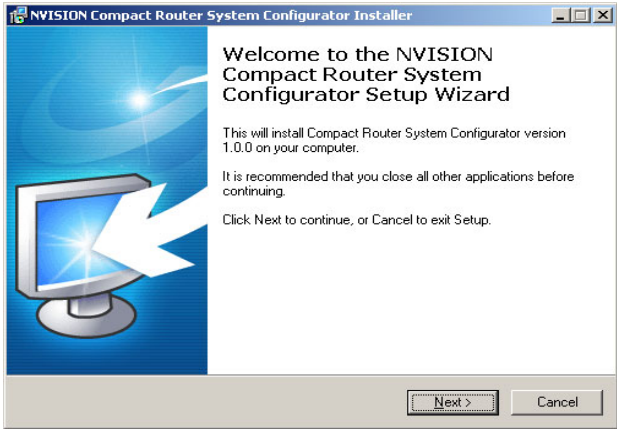 NVISION Compact Router System Configurator Installer
Welcome to the NVISION
Compact Router System
Configurator Setup Wizard
This will install Compact Router System Configurator version
1.0.0 on your computer.
It is recommended that you close all other applications before
continuing.
Click Next to continue, or Cancel to exit Setup.
Next >
Cancel